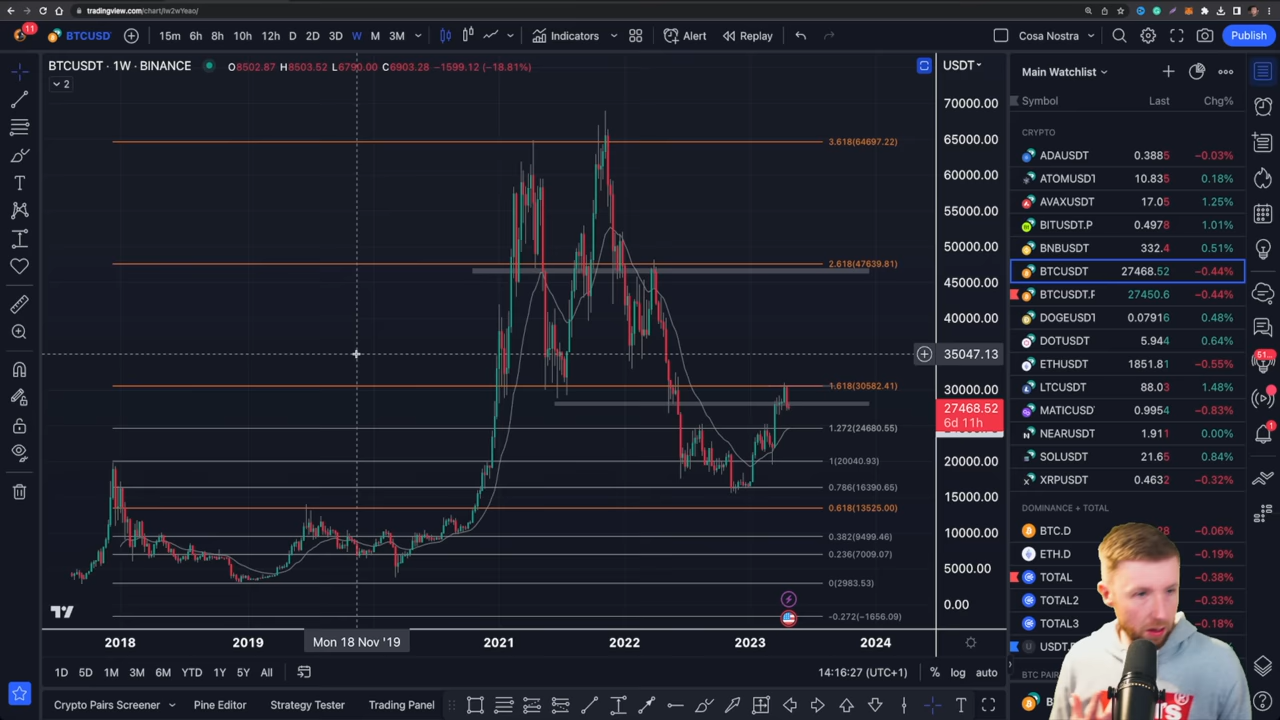 tradingview.com/chart/lw2wYeao/
11
BTCUSD
15m 6h 8h 10h 12h D 2D 3D W M 3M
Indicators
Alert
Replay
Cosa Nostra
Publish
BTCUSDT · 1W · BINANCE
O8502.87 H8503.52 L6790.00 C6903.28 −1599.12 (−18.81%)
2
USDT
70000.00
65000.00
60000.00
55000.00
50000.00
45000.00
40000.00
35047.13
30000.00
27468.52
6d 11h
20000.00
15000.00
10000.00
5000.00
0.00
3.618(64697.22)
2.618(47639.81)
1.618(30582.41)
1.272(24680.55)
1(20040.93)
0.786(16390.65)
0.618(13525.00)
0.382(9499.46)
0.236(7009.07)
0(2983.53)
−0.272(−1656.09)
2018 2019 Mon 18 Nov '19 2021 2022 2023 2024
1D 5D 1M 3M 6M YTD 1Y 5Y All
14:16:27 (UTC+1) % log auto
Crypto Pairs Screener Pine Editor Strategy Tester Trading Panel
Main Watchlist
Symbol Last Chg%
CRYPTO
ADAUSDT 0.3885 −0.03%
ATOMUSDT 10.835 0.18%
AVAXUSDT 17.05 1.25%
BITUSDT.P 0.4978 1.01%
BNBUSDT 332.4 0.51%
BTCUSDT 27468.52 −0.44%
BTCUSDT.P 27450.6 −0.44%
DOGEUSDT 0.07916 0.48%
DOTUSDT 5.944 0.64%
ETHUSDT 1851.81 −0.55%
LTCUSDT 88.03 1.48%
MATICUSD 0.9954 −0.83%
NEARUSDT 1.911 0.00%
SOLUSDT 21.65 0.84%
XRPUSDT 0.4632 −0.32%
DOMINANCE + TOTAL
BTC.D −0.06%
ETH.D −0.19%
TOTAL −0.38%
TOTAL2 −0.33%
TOTAL3 −0.18%
USDT.
BTC PAIR
51
1